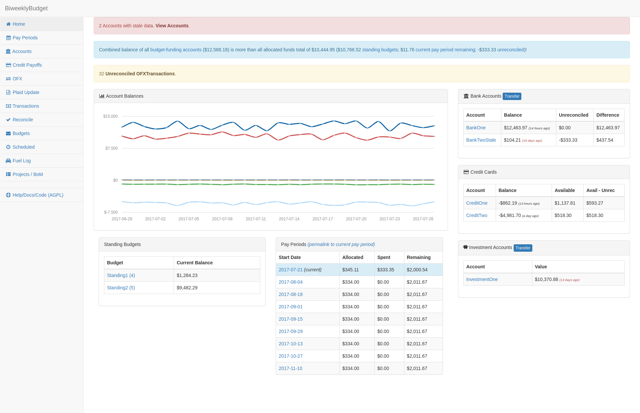 BiweeklyBudget
Home
Pay Periods
Accounts
Credit Payoffs
OFX
Plaid Update
Transactions
Reconcile
Budgets
Scheduled
Fuel Log
Projects / BoM
Help/Docs/Code (AGPL)
2 Accounts with stale data. View Accounts.
Combined balance of all budget-funding accounts ($12,568.18) is more than all allocated funds total of $10,444.95 ($10,766.52 standing budgets; $11.76 current pay period remaining; -$333.33 unreconciled)!
32 Unreconciled OFXTransactions.
Account Balances
$15,000
$7,500
$0
$-7,500
2017-06-29 2017-07-02 2017-07-05 2017-07-08 2017-07-11 2017-07-14 2017-07-17 2017-07-20 2017-07-23 2017-07-26
Standing Budgets
Budget Current Balance
Standing1 (4) $1,284.23
Standing2 (5) $9,482.29
Pay Periods (permalink to current pay period)
Start Date Allocated Spent Remaining
2017-07-21 (current) $345.11 $333.35 $2,000.54
2017-08-04 $334.00 $0.00 $2,011.67
2017-08-18 $334.00 $0.00 $2,011.67
2017-09-01 $334.00 $0.00 $2,011.67
2017-09-15 $334.00 $0.00 $2,011.67
2017-09-29 $334.00 $0.00 $2,011.67
2017-10-13 $334.00 $0.00 $2,011.67
2017-10-27 $334.00 $0.00 $2,011.67
2017-11-10 $334.00 $0.00 $2,011.67
Bank Accounts Transfer
Account Balance Unreconciled Difference
BankOne $12,463.97 (14 hours ago) $0.00 $12,463.97
BankTwoStale $104.21 (18 days ago) -$333.33 $437.54
Credit Cards
Account Balance Available Avail - Unrec
CreditOne -$862.19 (14 hours ago) $1,137.81 $593.27
CreditTwo -$4,981.70 (a day ago) $518.30 $518.30
Investment Accounts Transfer
Account Value
InvestmentOne $10,370.88